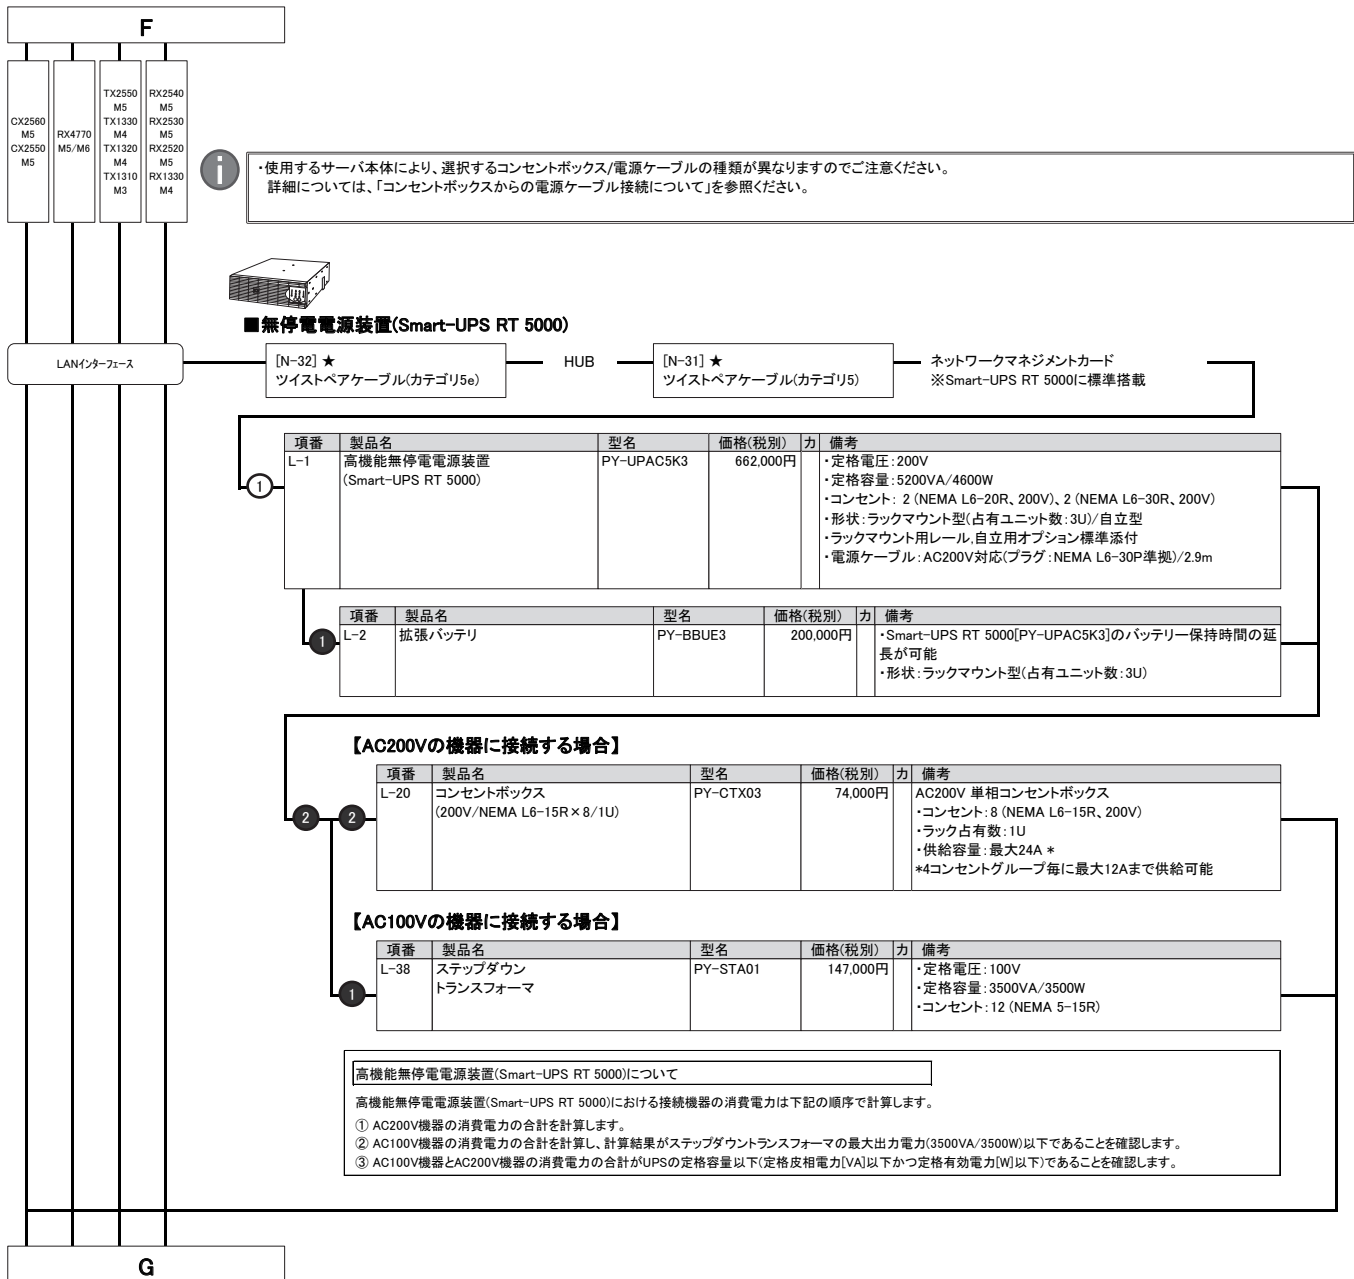 F
CX2560
M5
CX2550
M5
RX4770
M5/M6
TX2550
M5
TX1330
M4
TX1320
M4
TX1310
M3
RX2540
M5
RX2530
M5
RX2520
M5
RX1330
M4
i
・使用するサーバ本体により、選択するコンセントボックス/電源ケーブルの種類が異なりますのでご注意ください。
詳細については、「コンセントボックスからの電源ケーブル接続について」を参照ください。
■無停電電源装置(Smart-UPS RT 5000)
LANインターフェース
[N-32] ★
ツイストペアケーブル(カテゴリ5e)
HUB
[N-31] ★
ツイストペアケーブル(カテゴリ5)
ネットワークマネジメントカード
※Smart-UPS RT 5000に標準搭載
項番 製品名 型名 価格(税別) カ 備考
1
L-1 高機能無停電電源装置 PY-UPAC5K3 662,000円 ・定格電圧:200V
(Smart-UPS RT 5000) ・定格容量:5200VA/4600W
・コンセント: 2 (NEMA L6-20R、200V)、2 (NEMA L6-30R、200V)
・形状:ラックマウント型(占有ユニット数:3U)/自立型
・ラックマウント用レール,自立用オプション標準添付
・電源ケーブル:AC200V対応(プラグ:NEMA L6-30P準拠)/2.9m
項番 製品名 型名 価格(税別) カ 備考
1
L-2 拡張バッテリ PY-BBUE3 200,000円 ・Smart-UPS RT 5000[PY-UPAC5K3]のバッテリー保持時間の延
長が可能
・形状:ラックマウント型(占有ユニット数:3U)
【AC200Vの機器に接続する場合】
項番 製品名 型名 価格(税別) カ 備考
2 2
L-20 コンセントボックス PY-CTX03 74,000円 AC200V 単相コンセントボックス
(200V/NEMA L6-15R×8/1U) ・コンセント:8 (NEMA L6-15R、200V)
・ラック占有数:1U
・供給容量:最大24A *
*4コンセントグループ毎に最大12Aまで供給可能
【AC100Vの機器に接続する場合】
項番 製品名 型名 価格(税別) カ 備考
1
L-38 ステップダウン PY-STA01 147,000円 ・定格電圧:100V
トランスフォーマ ・定格容量:3500VA/3500W
・コンセント:12 (NEMA 5-15R)
高機能無停電電源装置(Smart-UPS RT 5000)について
高機能無停電電源装置(Smart-UPS RT 5000)における接続機器の消費電力は下記の順序で計算します。
① AC200V機器の消費電力の合計を計算します。
② AC100V機器の消費電力の合計を計算し、計算結果がステップダウントランスフォーマの最大出力電力(3500VA/3500W)以下であることを確認します。
③ AC100V機器とAC200V機器の消費電力の合計がUPSの定格容量以下(定格皮相電力[VA]以下かつ定格有効電力[W]以下)であることを確認します。
G